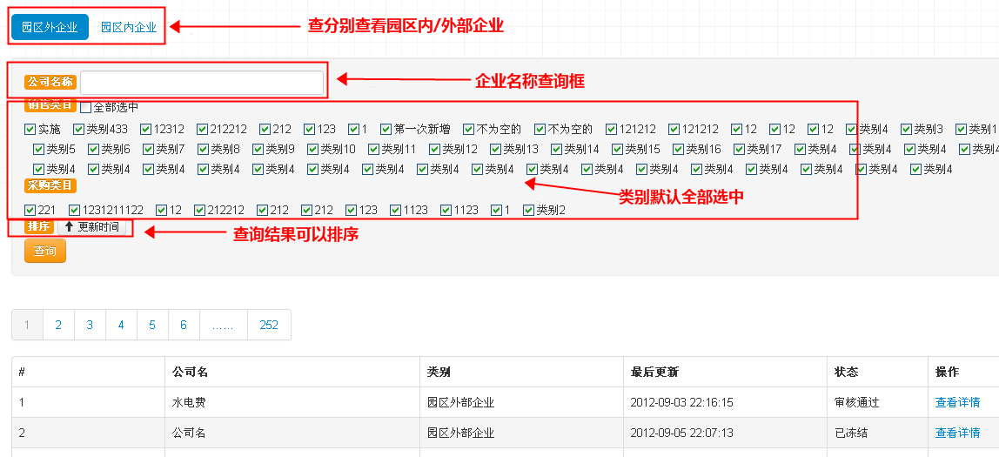 园区外企业 园区内企业 查分别查看园区内/外部企业
公司名称 企业名称查询框
销售类目 全部选中
实施 类别433 12312 212212 212 123 1 第一次新增 不为空的 不为空的 121212 121212 12 12 12 类别4 类别3 类别1
类别5 类别6 类别7 类别8 类别9 类别10 类别11 类别12 类别13 类别14 类别15 类别16 类别17 类别4 类别4 类别4 类别4
类别4 类别4 类别4 类别4 类别4 类别4 类别4 类别4 类别4 类别4 类别4 类别4 类别4 类别4 类别4 类别4 类别4
采购类目
类别默认全部选中
221 1231211122 12 212212 212 212 123 1123 1123 1 类别2
排序 更新时间 查询结果可以排序
查询
1 2 3 4 5 6 …… 252
# 公司名 类别 最后更新 状态 操作
1 水电费 园区外部企业 2012-09-03 22:16:15 审核通过 查看详情
2 公司名 园区外部企业 2012-09-05 22:07:13 已冻结 查看详情